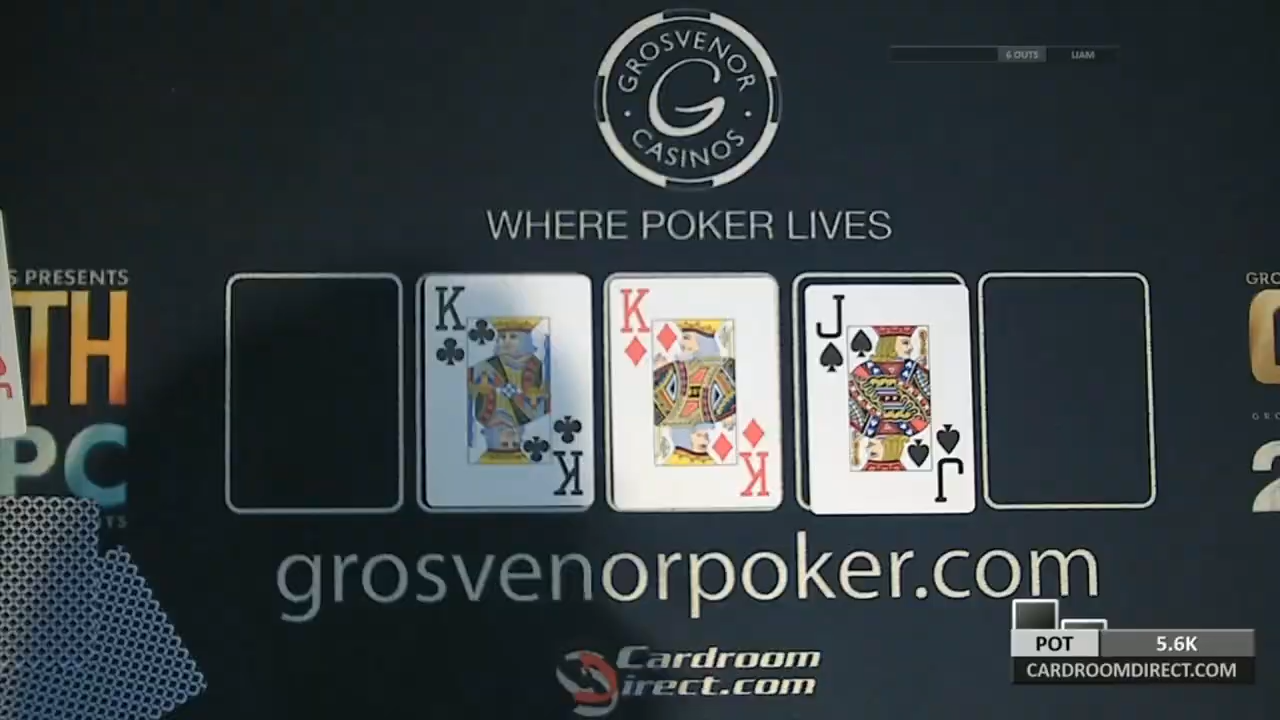 GROSVENOR
G
CASINOS
6 OUTS LIAM
WHERE POKER LIVES
S PRESENTS
TH
PC
K
K
K
K
J
J
GRO
grosvenorpoker.com
Cardroom
Direct.com
POT 5.6K
CARDROOMDIRECT.COM